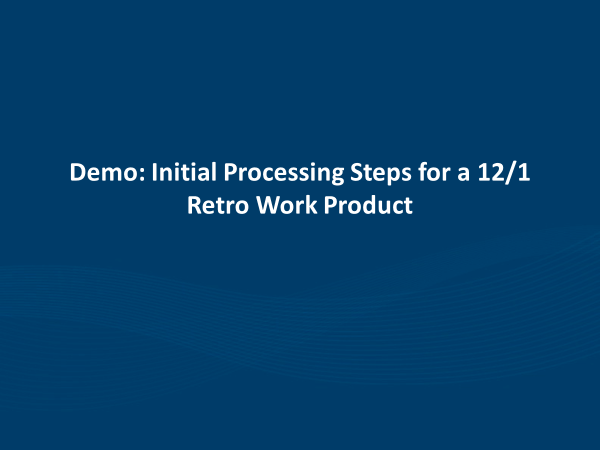 Demo: Initial Processing Steps for a 12/1
Retro Work Product